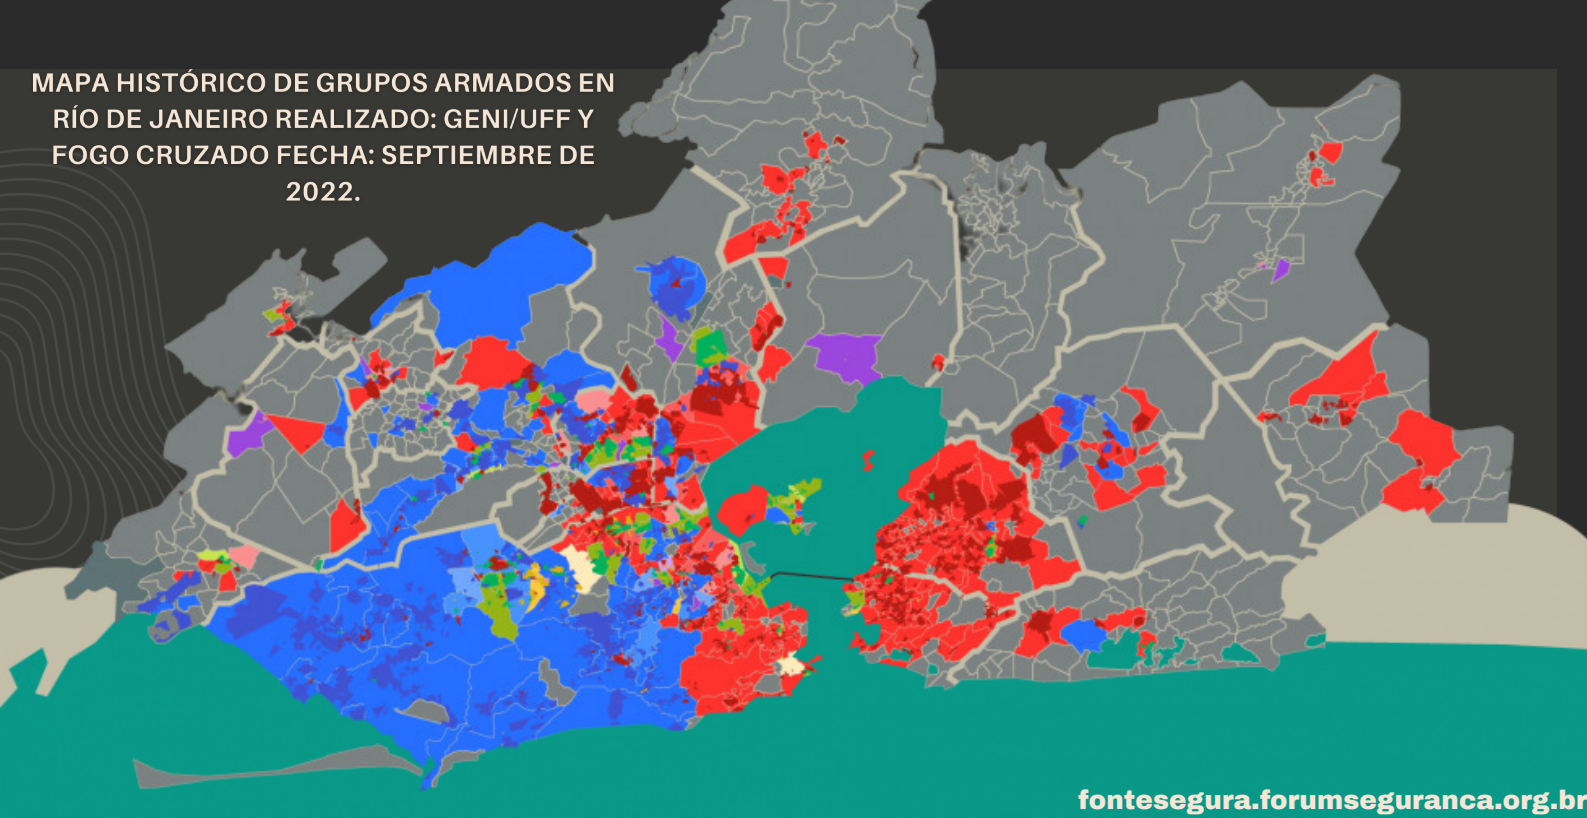 MAPA HISTÓRICO DE GRUPOS ARMADOS EN
RÍO DE JANEIRO REALIZADO: GENI/UFF Y
FOGO CRUZADO FECHA: SEPTIEMBRE DE
2022.
fontesegura.forumseguranca.org.br